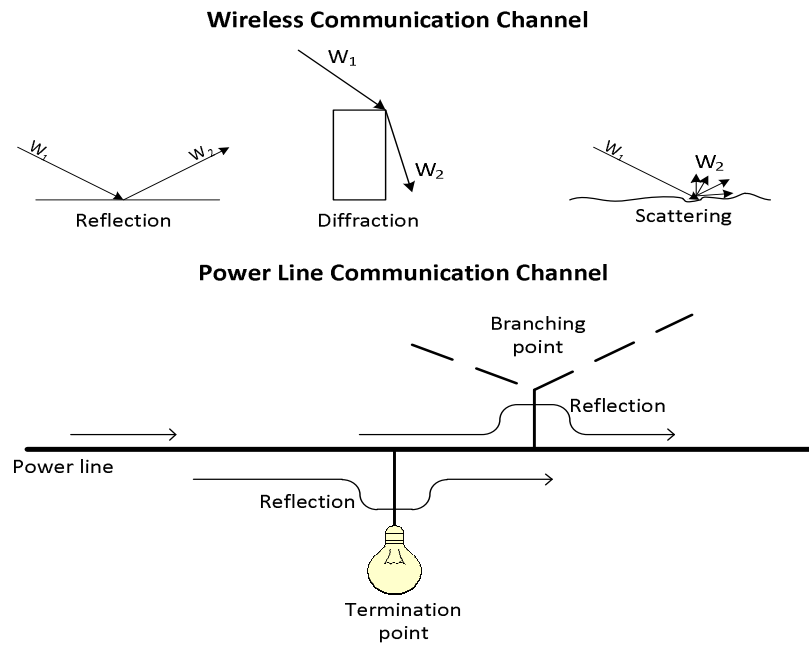 Wireless Communication Channel
W₁
W₂
Reflection
W₁
W₂
Diffraction
W₁
W₂
Scattering
Power Line Communication Channel
Branching
point
Reflection
Power line
Reflection
Termination
point